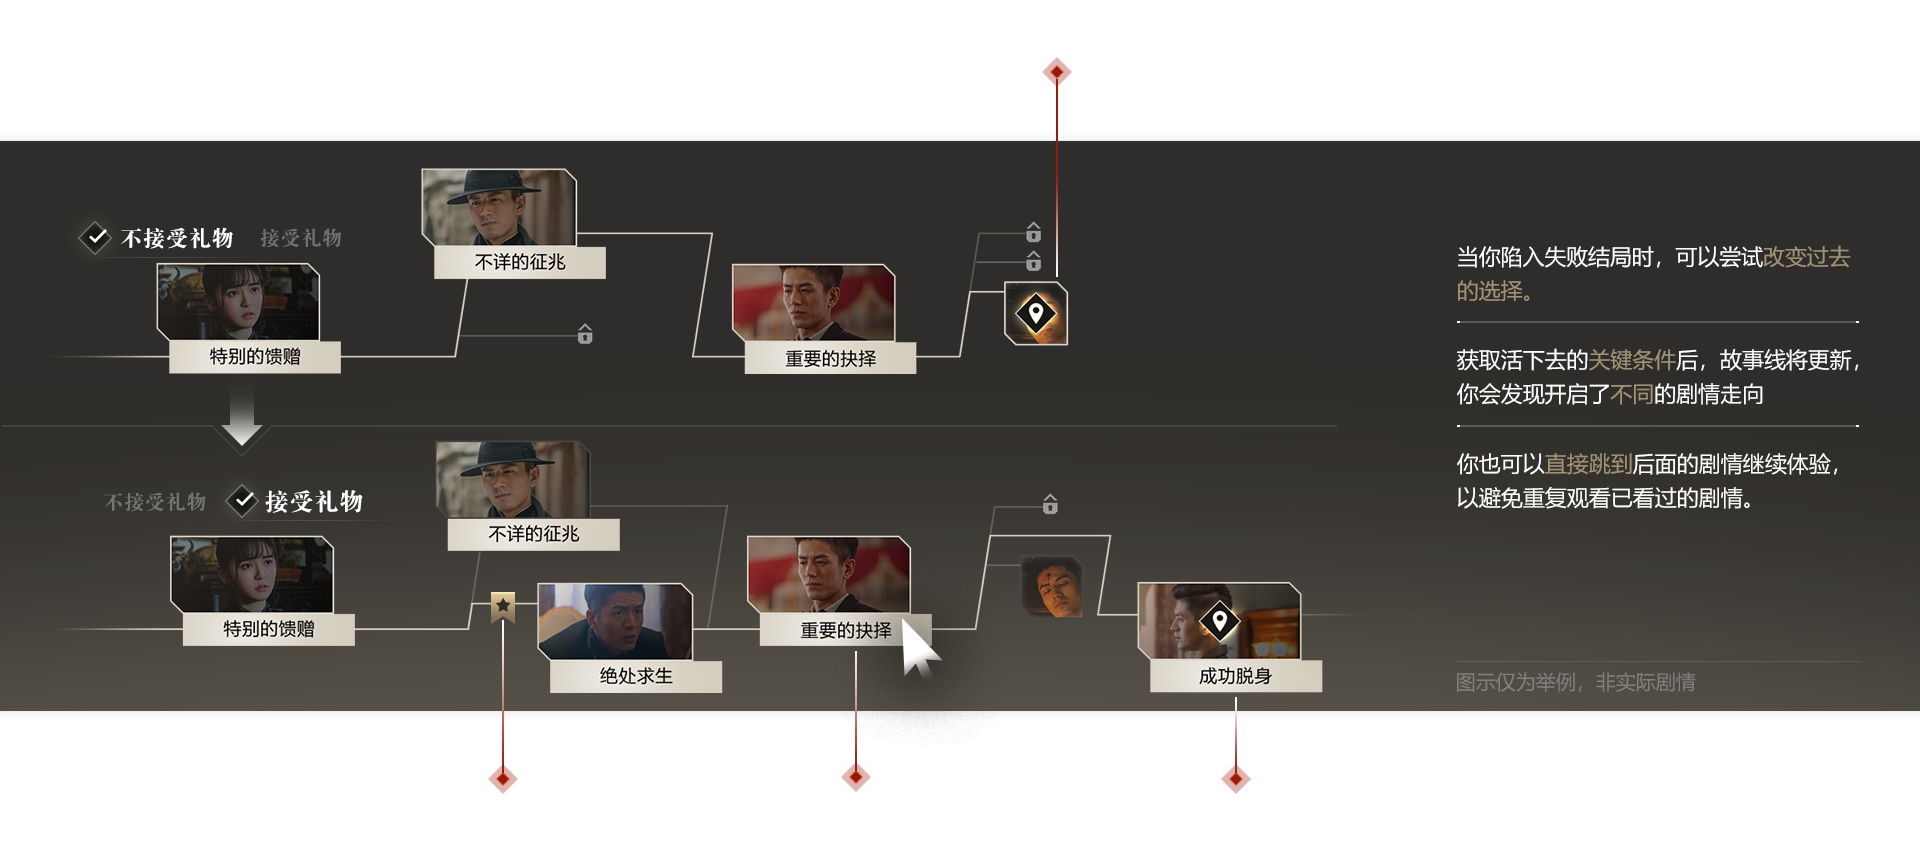 不接受礼物 接受礼物
不详的征兆
特别的馈赠
重要的抉择
不接受礼物 接受礼物
不详的征兆
特别的馈赠
重要的抉择
绝处求生
成功脱身
当你陷入失败结局时，可以尝试改变过去
的选择。
获取活下去的关键条件后，故事线将更新，
你会发现开启了不同的剧情走向
你也可以直接跳到后面的剧情继续体验，
以避免重复观看已看过的剧情。
图示仅为举例，非实际剧情